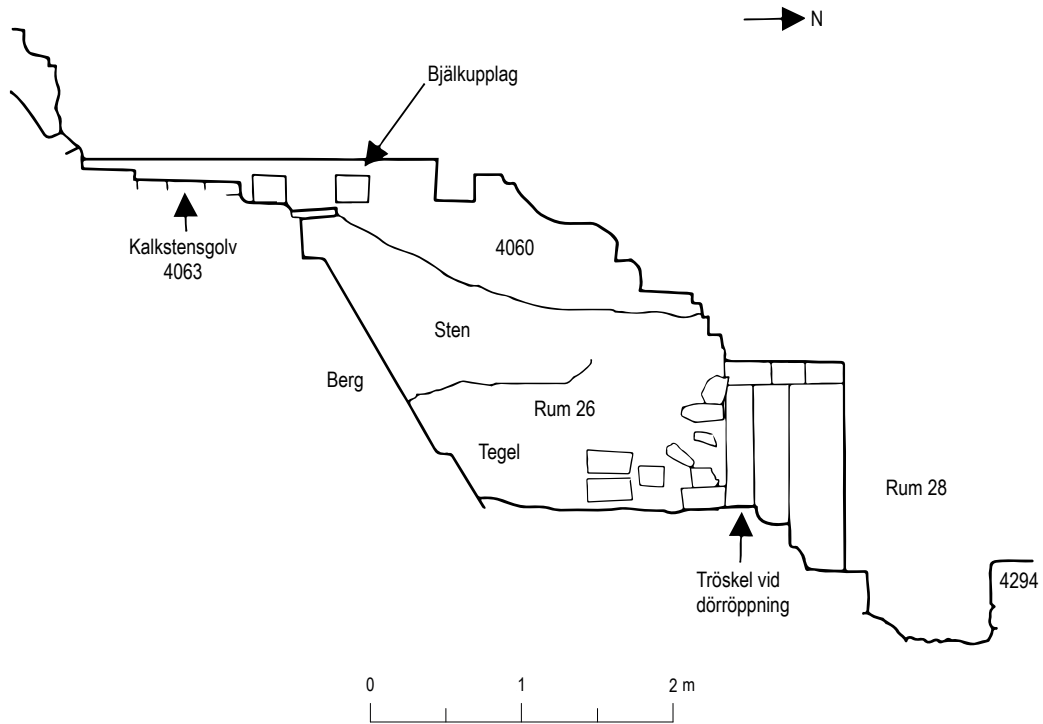 N
Bjälkupplag
Kalkstensgolv
4063
4060
Sten
Berg
Rum 26
Tegel
Rum 28
Tröskel vid
dörröppning
4294
0 1 2 m